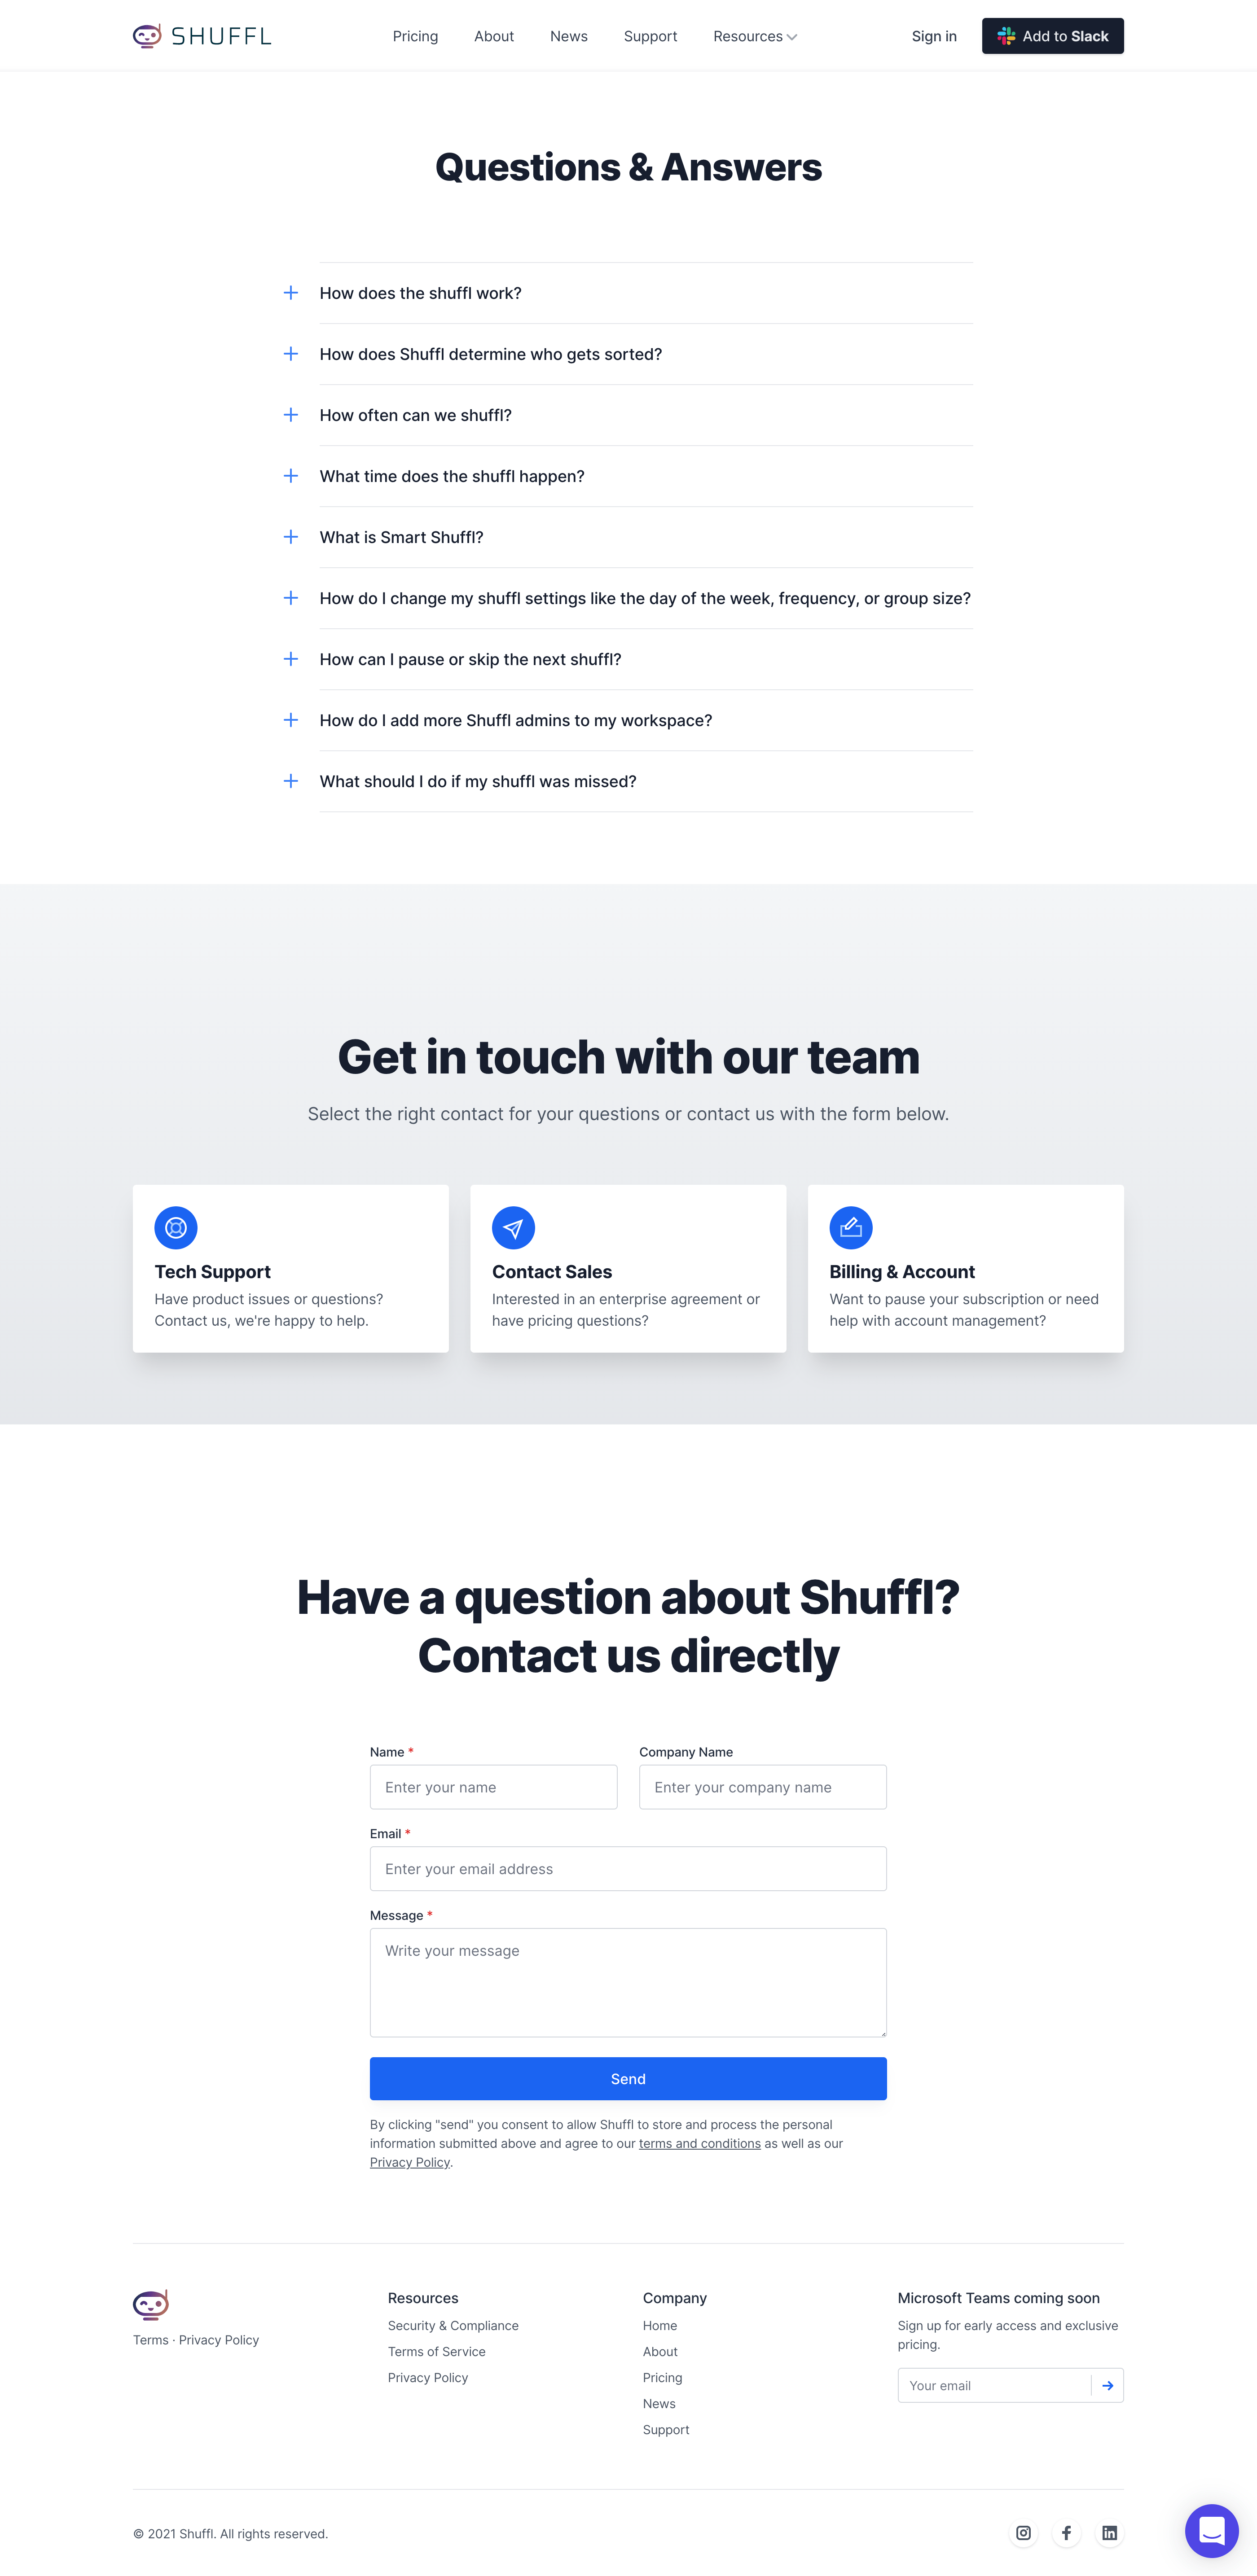 SHUFFL
Pricing
About
News
Support
Resources
Sign in
Add to Slack
Questions & Answers
How does the shuffl work?
How does Shuffl determine who gets sorted?
How often can we shuffl?
What time does the shuffl happen?
What is Smart Shuffl?
How do I change my shuffl settings like the day of the week, frequency, or group size?
How can I pause or skip the next shuffl?
How do I add more Shuffl admins to my workspace?
What should I do if my shuffl was missed?
Get in touch with our team
Select the right contact for your questions or contact us with the form below.
Tech Support
Have product issues or questions?
Contact us, we're happy to help.
Contact Sales
Interested in an enterprise agreement or
have pricing questions?
Billing & Account
Want to pause your subscription or need
help with account management?
Have a question about Shuffl?
Contact us directly
Name *
Enter your name
Company Name
Enter your company name
Email *
Enter your email address
Message *
Write your message
Send
By clicking "send" you consent to allow Shuffl to store and process the personal
information submitted above and agree to our terms and conditions as well as our
Privacy Policy.
Terms · Privacy Policy
Resources
Security & Compliance
Terms of Service
Privacy Policy
Company
Home
About
Pricing
News
Support
Microsoft Teams coming soon
Sign up for early access and exclusive
pricing.
Your email
© 2021 Shuffl. All rights reserved.